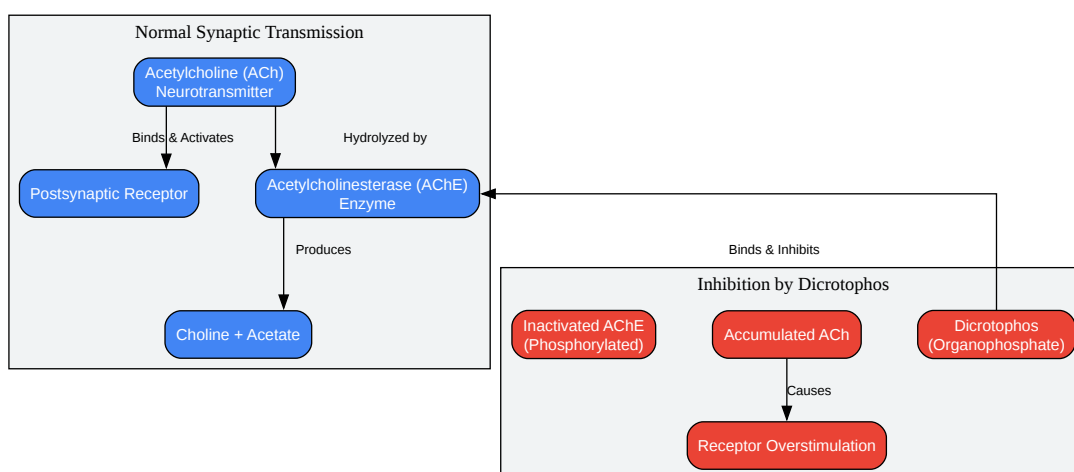 Normal Synaptic Transmission
Acetylcholine (ACh)
Neurotransmitter
Binds & Activates
Hydrolyzed by
Postsynaptic Receptor
Acetylcholinesterase (AChE)
Enzyme
Produces
Choline + Acetate
Binds & Inhibits
Inhibition by Dicrotophos
Inactivated AChE
(Phosphorylated)
Accumulated ACh
Dicrotophos
(Organophosphate)
Causes
Receptor Overstimulation